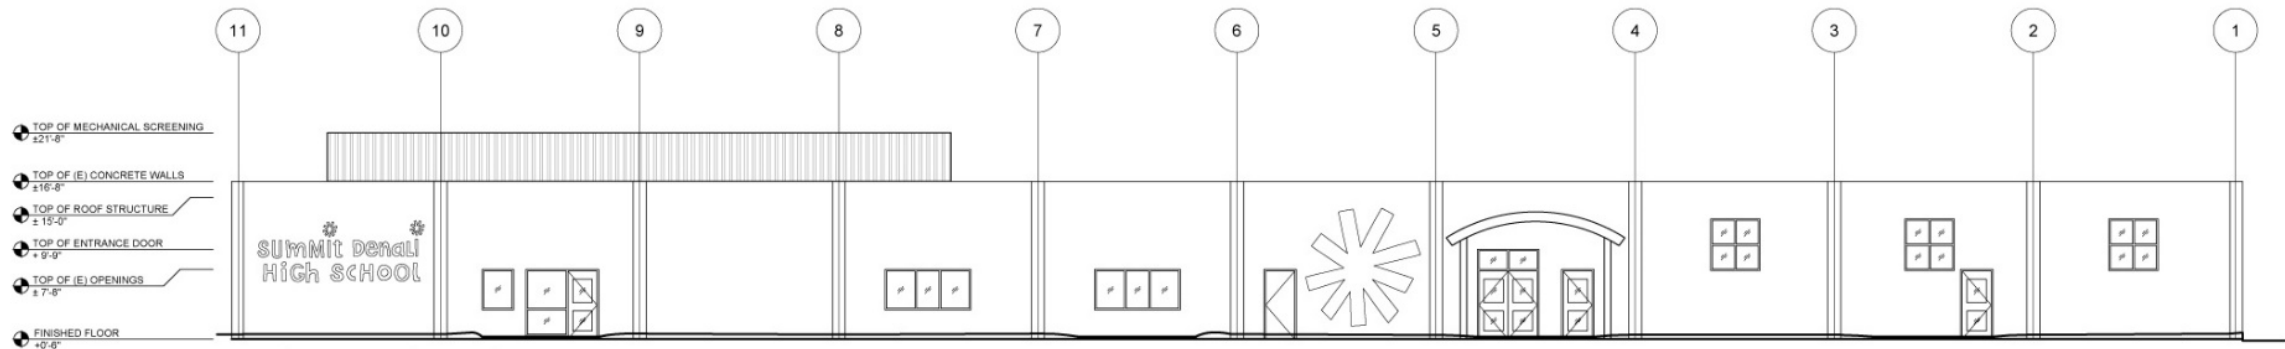 11 10 9 8 7 6 5 4 3 2 1
TOP OF MECHANICAL SCREENING
±21'-8"
TOP OF (E) CONCRETE WALLS
±16'-8"
TOP OF ROOF STRUCTURE
± 15'-0"
TOP OF ENTRANCE DOOR
+ 9'-9"
TOP OF (E) OPENINGS
± 7'-8"
FINISHED FLOOR
+0'-6"
SUmMit DenaLi
HiGH SCHOOL